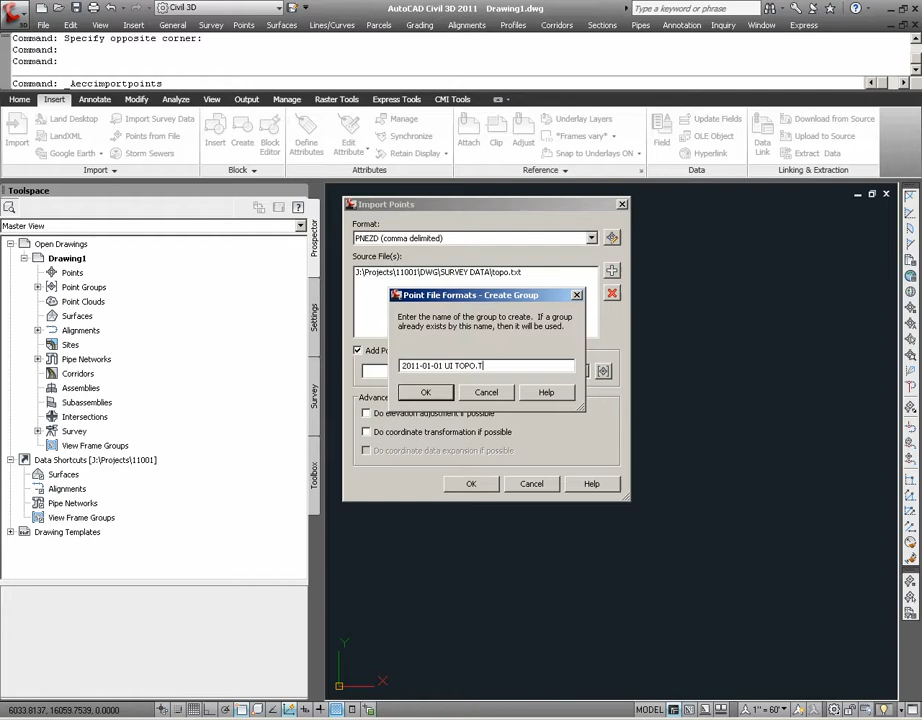 Civil 3D
AutoCAD Civil 3D 2011 Drawing1.dwg
Type a keyword or phrase
File Edit View Insert General Survey Points Surfaces Lines/Curves Parcels Grading Alignments Profiles Corridors Sections Pipes Annotation Inquiry Window Express
Command: Specify opposite corner:
Command:
Command:
Command: _Aeccimportpoints
Home Insert Annotate Modify Analyze View Output Manage Raster Tools Express Tools CMI Tools
Land Desktop Import Survey Data Manage Underlay Layers Update Fields Download from Source
Import LandXML Points from File Insert Create Block Editor Define Attributes Edit Attribute Synchronize Attach Clip Adjust *Frames vary* Field OLE Object Data Link Upload to Source
Google Earth Storm Sewers Retain Display Snap to Underlays ON Hyperlink Extract Data
Import Block Attributes Reference Data Linking & Extraction
Toolspace
Master View
Open Drawings
Drawing1
Points
Point Groups
Point Clouds
Surfaces
Alignments
Sites
Pipe Networks
Corridors
Assemblies
Subassemblies
Intersections
Survey
View Frame Groups
Data Shortcuts [J:\Projects\11001]
Surfaces
Alignments
Pipe Networks
View Frame Groups
Drawing Templates
Prospector
Settings
Survey
Toolbox
Import Points
Format:
PNEZD (comma delimited)
Source File(s):
J:\Projects\11001\DWG\SURVEY DATA\topo.txt
Point File Formats - Create Group
Enter the name of the group to create. If a group
already exists by this name, then it will be used.
2011-01-01 UI TOPO.T
OK Cancel Help
Add Po
Advance
Do elevation adjustment if possible
Do coordinate transformation if possible
Do coordinate data expansion if possible
OK Cancel Help
Y
X
6033.8137, 16059.7539, 0.0000
MODEL 1" = 60'